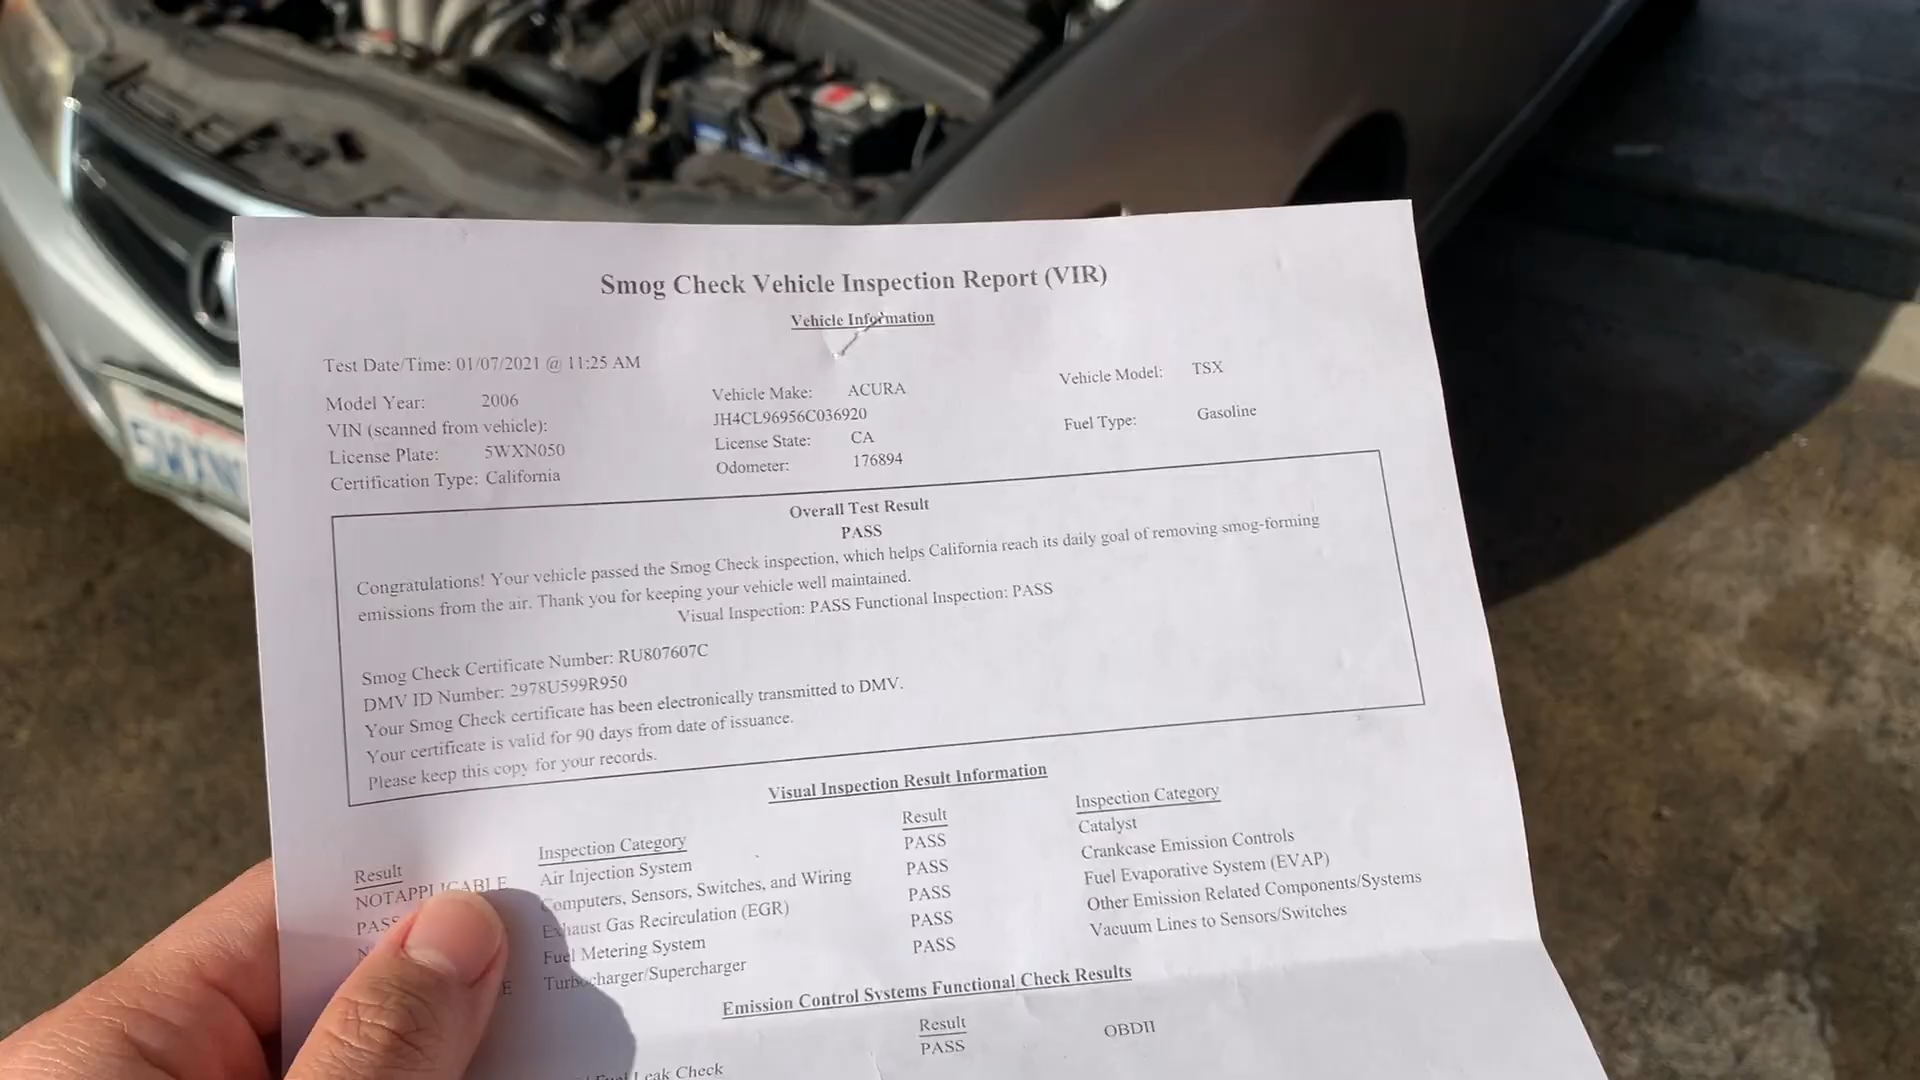 Smog Check Vehicle Inspection Report (VIR)
Vehicle Information
Test Date/Time: 01/07/2021 @ 11:25 AM
Model Year: 2006 Vehicle Make: ACURA Vehicle Model: TSX
VIN (scanned from vehicle): JH4CL96956C036920
License Plate: 5WXN050 License State: CA Fuel Type: Gasoline
Certification Type: California Odometer: 176894
Overall Test Result
PASS
Congratulations! Your vehicle passed the Smog Check inspection, which helps California reach its daily goal of removing smog-forming
emissions from the air. Thank you for keeping your vehicle well maintained.
Visual Inspection: PASS Functional Inspection: PASS
Smog Check Certificate Number: RU807607C
DMV ID Number: 2978U599R950
Your Smog Check certificate has been electronically transmitted to DMV.
Your certificate is valid for 90 days from date of issuance.
Please keep this copy for your records.
Visual Inspection Result Information
Result Inspection Category Result Inspection Category
NOTAPPLICABLE Air Injection System PASS Catalyst
PASS Computers, Sensors, Switches, and Wiring PASS Crankcase Emission Controls
Exhaust Gas Recirculation (EGR) PASS Fuel Evaporative System (EVAP)
Fuel Metering System PASS Other Emission Related Components/Systems
Turbocharger/Supercharger PASS Vacuum Lines to Sensors/Switches
Emission Control Systems Functional Check Results
Result
PASS OBDII
Leak Check
5WXN